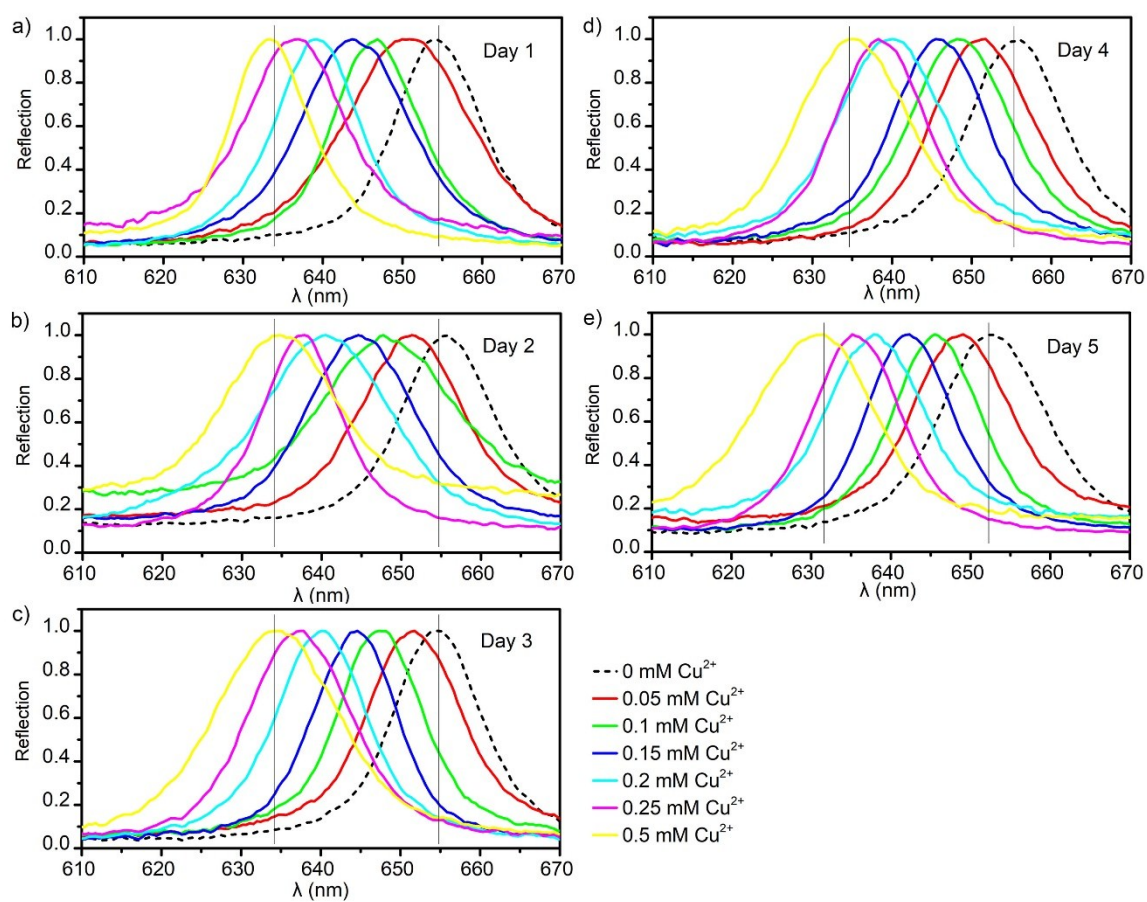 a)
Day 1
1.0
0.8
0.6
0.4
0.2
0.0
Reflection
610 620 630 640 650 660 670
λ (nm)
b)
Day 2
1.0
0.8
0.6
0.4
0.2
0.0
Reflection
610 620 630 640 650 660 670
λ (nm)
c)
Day 3
1.0
0.8
0.6
0.4
0.2
0.0
Reflection
610 620 630 640 650 660 670
λ (nm)
d)
Day 4
1.0
0.8
0.6
0.4
0.2
0.0
Reflection
610 620 630 640 650 660 670
λ (nm)
e)
Day 5
1.0
0.8
0.6
0.4
0.2
0.0
Reflection
610 620 630 640 650 660 670
λ (nm)
0 mM Cu²⁺
0.05 mM Cu²⁺
0.1 mM Cu²⁺
0.15 mM Cu²⁺
0.2 mM Cu²⁺
0.25 mM Cu²⁺
0.5 mM Cu²⁺